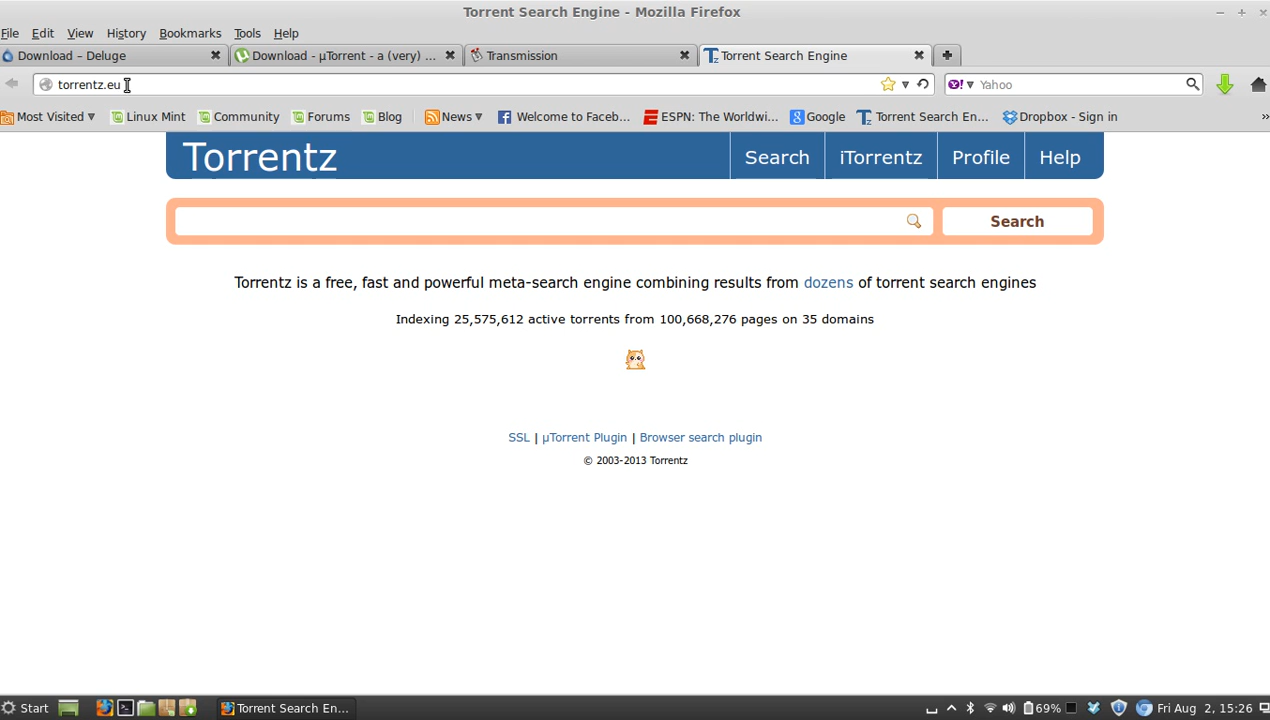 Torrent Search Engine - Mozilla Firefox
File Edit View History Bookmarks Tools Help
Download – Deluge Download - µTorrent - a (very) ... Transmission Torrent Search Engine
torrentz.eu Yahoo
Most Visited Linux Mint Community Forums Blog News Welcome to Faceb... ESPN: The Worldwi... Google Torrent Search En... Dropbox - Sign in »
Torrentz Search iTorrentz Profile Help
Search
Torrentz is a free, fast and powerful meta-search engine combining results from dozens of torrent search engines
Indexing 25,575,612 active torrents from 100,668,276 pages on 35 domains
SSL | µTorrent Plugin | Browser search plugin
© 2003-2013 Torrentz
Start Torrent Search En... 69% Fri Aug 2, 15:26